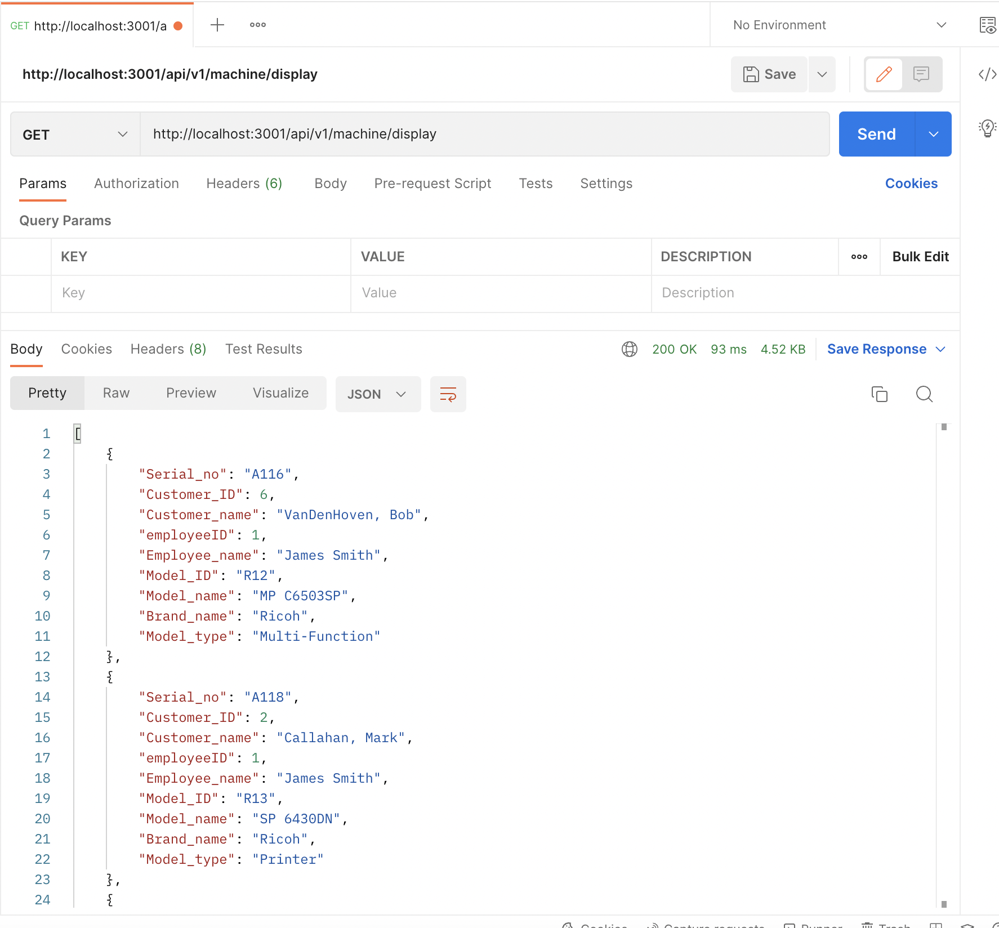 GET http://localhost:3001/a
No Environment
http://localhost:3001/api/v1/machine/display
Save
GET http://localhost:3001/api/v1/machine/display Send
Params Authorization Headers (6) Body Pre-request Script Tests Settings Cookies
Query Params
KEY VALUE DESCRIPTION Bulk Edit
Key Value Description
Body Cookies Headers (8) Test Results 200 OK 93 ms 4.52 KB Save Response
Pretty Raw Preview Visualize JSON
1 [
2 {
3 "Serial_no": "A116",
4 "Customer_ID": 6,
5 "Customer_name": "VanDenHoven, Bob",
6 "employeeID": 1,
7 "Employee_name": "James Smith",
8 "Model_ID": "R12",
9 "Model_name": "MP C6503SP",
10 "Brand_name": "Ricoh",
11 "Model_type": "Multi-Function"
12 },
13 {
14 "Serial_no": "A118",
15 "Customer_ID": 2,
16 "Customer_name": "Callahan, Mark",
17 "employeeID": 1,
18 "Employee_name": "James Smith",
19 "Model_ID": "R13",
20 "Model_name": "SP 6430DN",
21 "Brand_name": "Ricoh",
22 "Model_type": "Printer"
23 },
24 {
Cookies Capture requests Runner Trash